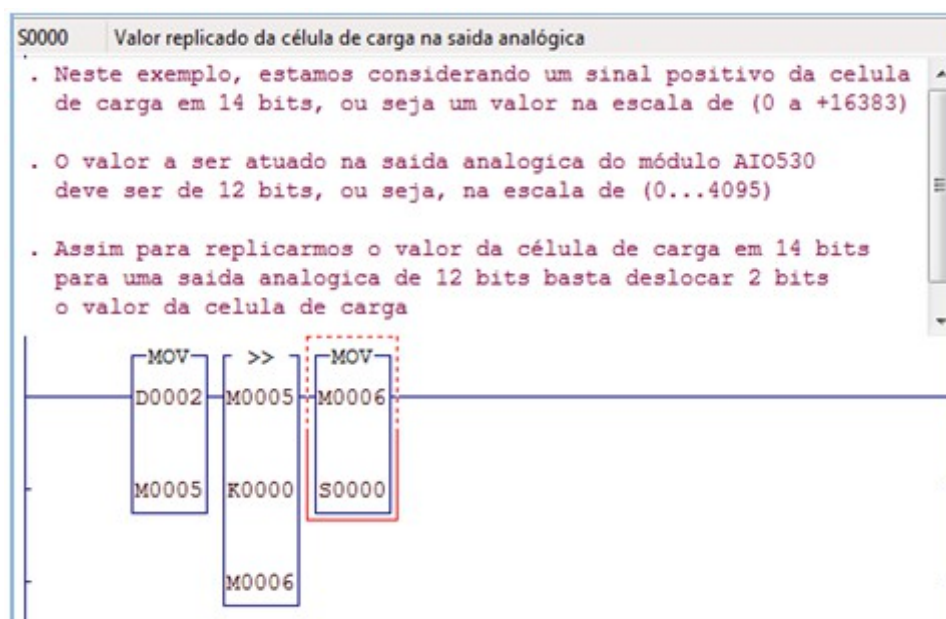 S0000 Valor replicado da célula de carga na saida analógica
. Neste exemplo, estamos considerando um sinal positivo da celula
de carga em 14 bits, ou seja um valor na escala de (0 a +16383)
. O valor a ser atuado na saida analogica do módulo AIO530
deve ser de 12 bits, ou seja, na escala de (0...4095)
. Assim para replicarmos o valor da célula de carga em 14 bits
para uma saida analogica de 12 bits basta deslocar 2 bits
o valor da celula de carga
MOV >> MOV
D0002 M0005 M0006
M0005 K0000 S0000
M0006